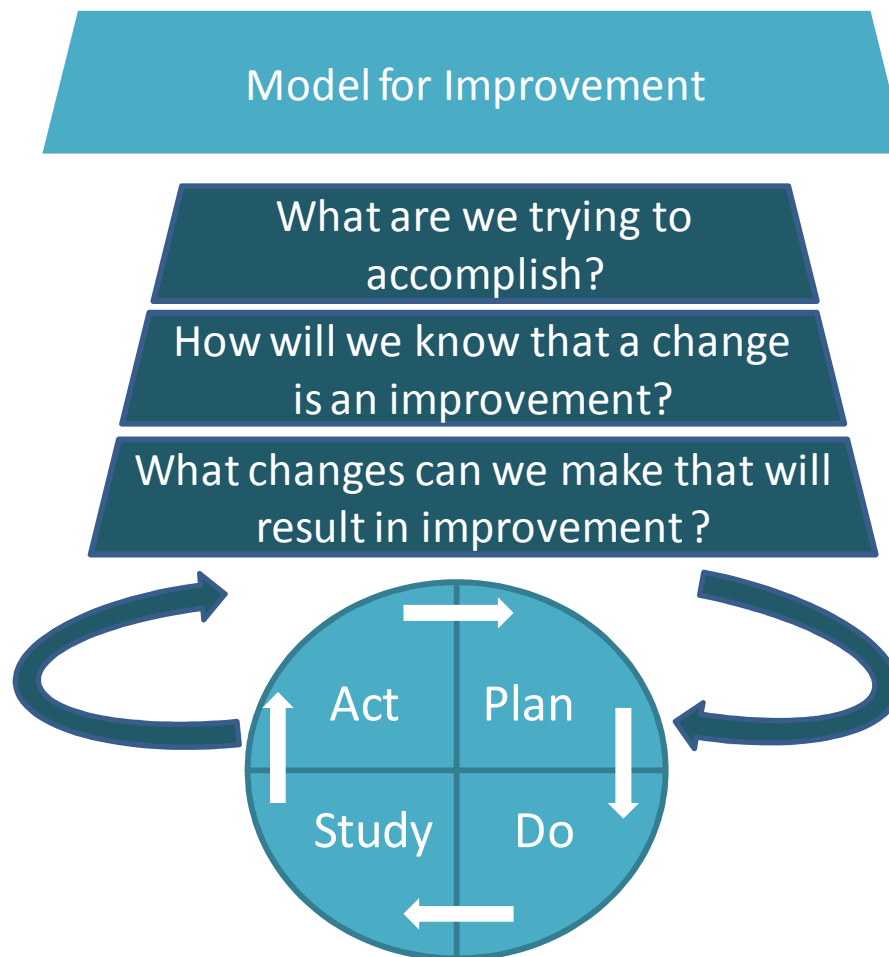 Model for Improvement
What are we trying to
accomplish?
How will we know that a change
is an improvement?
What changes can we make that will
result in improvement ?
Act
Plan
Study
Do